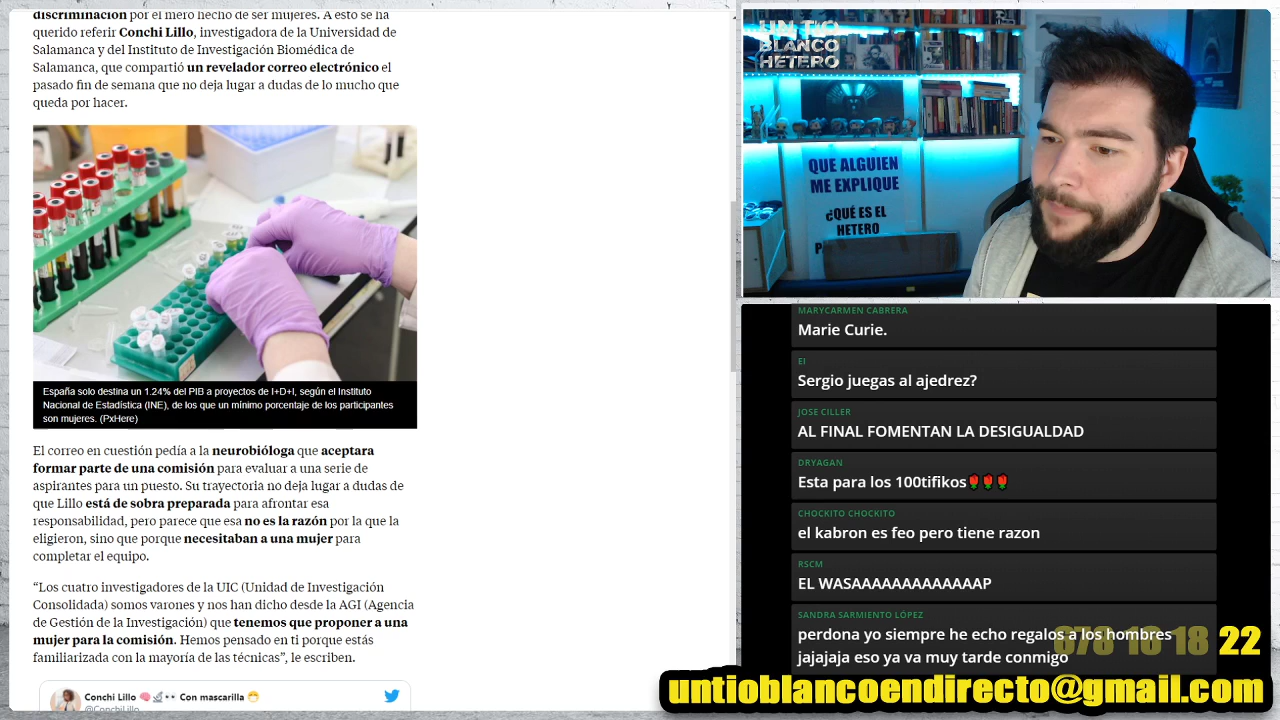 discriminación por el mero hecho de ser mujeres. A esto se ha
querido unir Conchi Lillo, investigadora de la Universidad de
Salamanca y del Instituto de Investigación Biomédica de
Salamanca, que compartió un revelador correo electrónico el
pasado fin de semana que no deja lugar a dudas de lo mucho que
queda por hacer.
España solo destina un 1.24% del PIB a proyectos de I+D+I, según el Instituto
Nacional de Estadística (INE), de los que un mínimo porcentaje de los participantes
son mujeres. (PxHere)
El correo en cuestión pedía a la neurobióloga que aceptara
formar parte de una comisión para evaluar a una serie de
aspirantes para un puesto. Su trayectoria no deja lugar a dudas de
que Lillo está de sobra preparada para afrontar esa
responsabilidad, pero parece que esa no es la razón por la que la
eligieron, sino que porque necesitaban a una mujer para
completar el equipo.
“Los cuatro investigadores de la UIC (Unidad de Investigación
Consolidada) somos varones y nos han dicho desde la AGI (Agencia
de Gestión de la Investigación) que tenemos que proponer a una
mujer para la comisión. Hemos pensado en ti porque estás
familiarizada con la mayoría de las técnicas”, le escriben.
Conchi Lillo 🧠🔬👀 Con mascarilla 😷
@ConchiLillo
UN TIO
BLANCO
HETERO
QUE ALGUIEN
ME EXPLIQUE
¿QUÉ ES EL
HETERO
MARYCARMEN CABRERA
Marie Curie.
EI
Sergio juegas al ajedrez?
JOSE CILLER
AL FINAL FOMENTAN LA DESIGUALDAD
DRYAGAN
Esta para los 100tifikos🌹🌹🌹
CHOCKITO CHOCKITO
el kabron es feo pero tiene razon
RSCM
EL WASAAAAAAAAAAAAAP
SANDRA SARMIENTO LÓPEZ
perdona yo siempre he echo regalos a los hombres
jajajaja eso ya va muy tarde conmigo
22
untioblancoendirecto@gmail.com